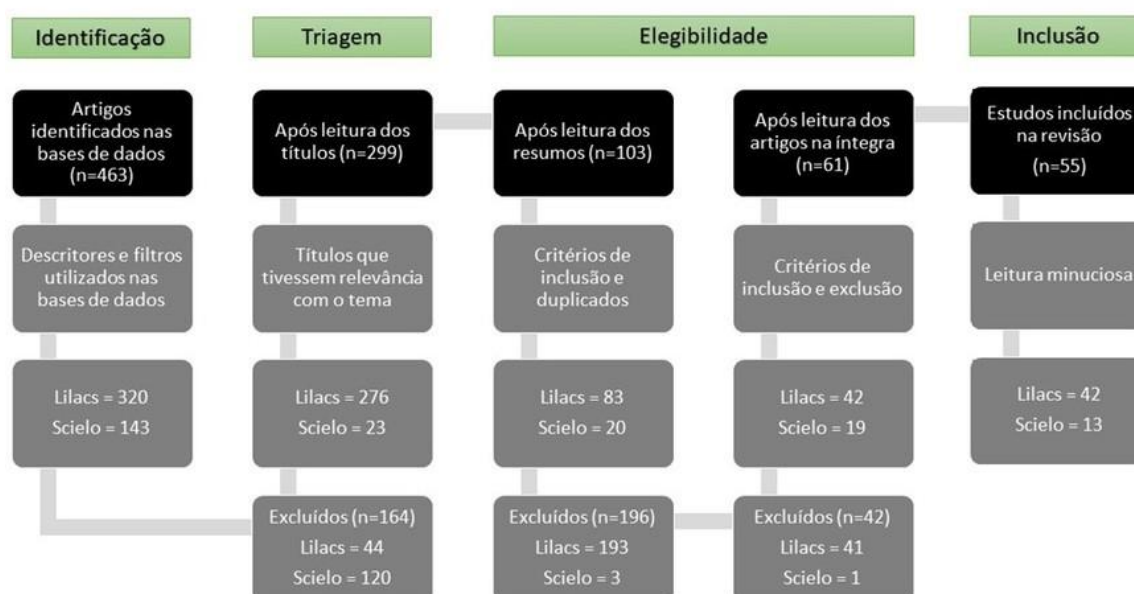 Identificação
Triagem
Elegibilidade
Inclusão
Artigos
identificados nas
bases de dados
(n=463)
Descritores e filtros
utilizados nas
bases de dados
Lilacs = 320
Scielo = 143
Após leitura dos
títulos (n=299)
Títulos que
tivessem relevância
com o tema
Lilacs = 276
Scielo = 23
Excluídos (n=164)
Lilacs = 44
Scielo = 120
Após leitura dos
resumos (n=103)
Critérios de
inclusão e
duplicados
Lilacs = 83
Scielo = 20
Excluídos (n=196)
Lilacs = 193
Scielo = 3
Após leitura dos
artigos na íntegra
(n=61)
Critérios de
inclusão e exclusão
Lilacs = 42
Scielo = 19
Excluídos (n=42)
Lilacs = 41
Scielo = 1
Estudos incluídos
na revisão
(n=55)
Leitura minuciosa
Lilacs = 42
Scielo = 13